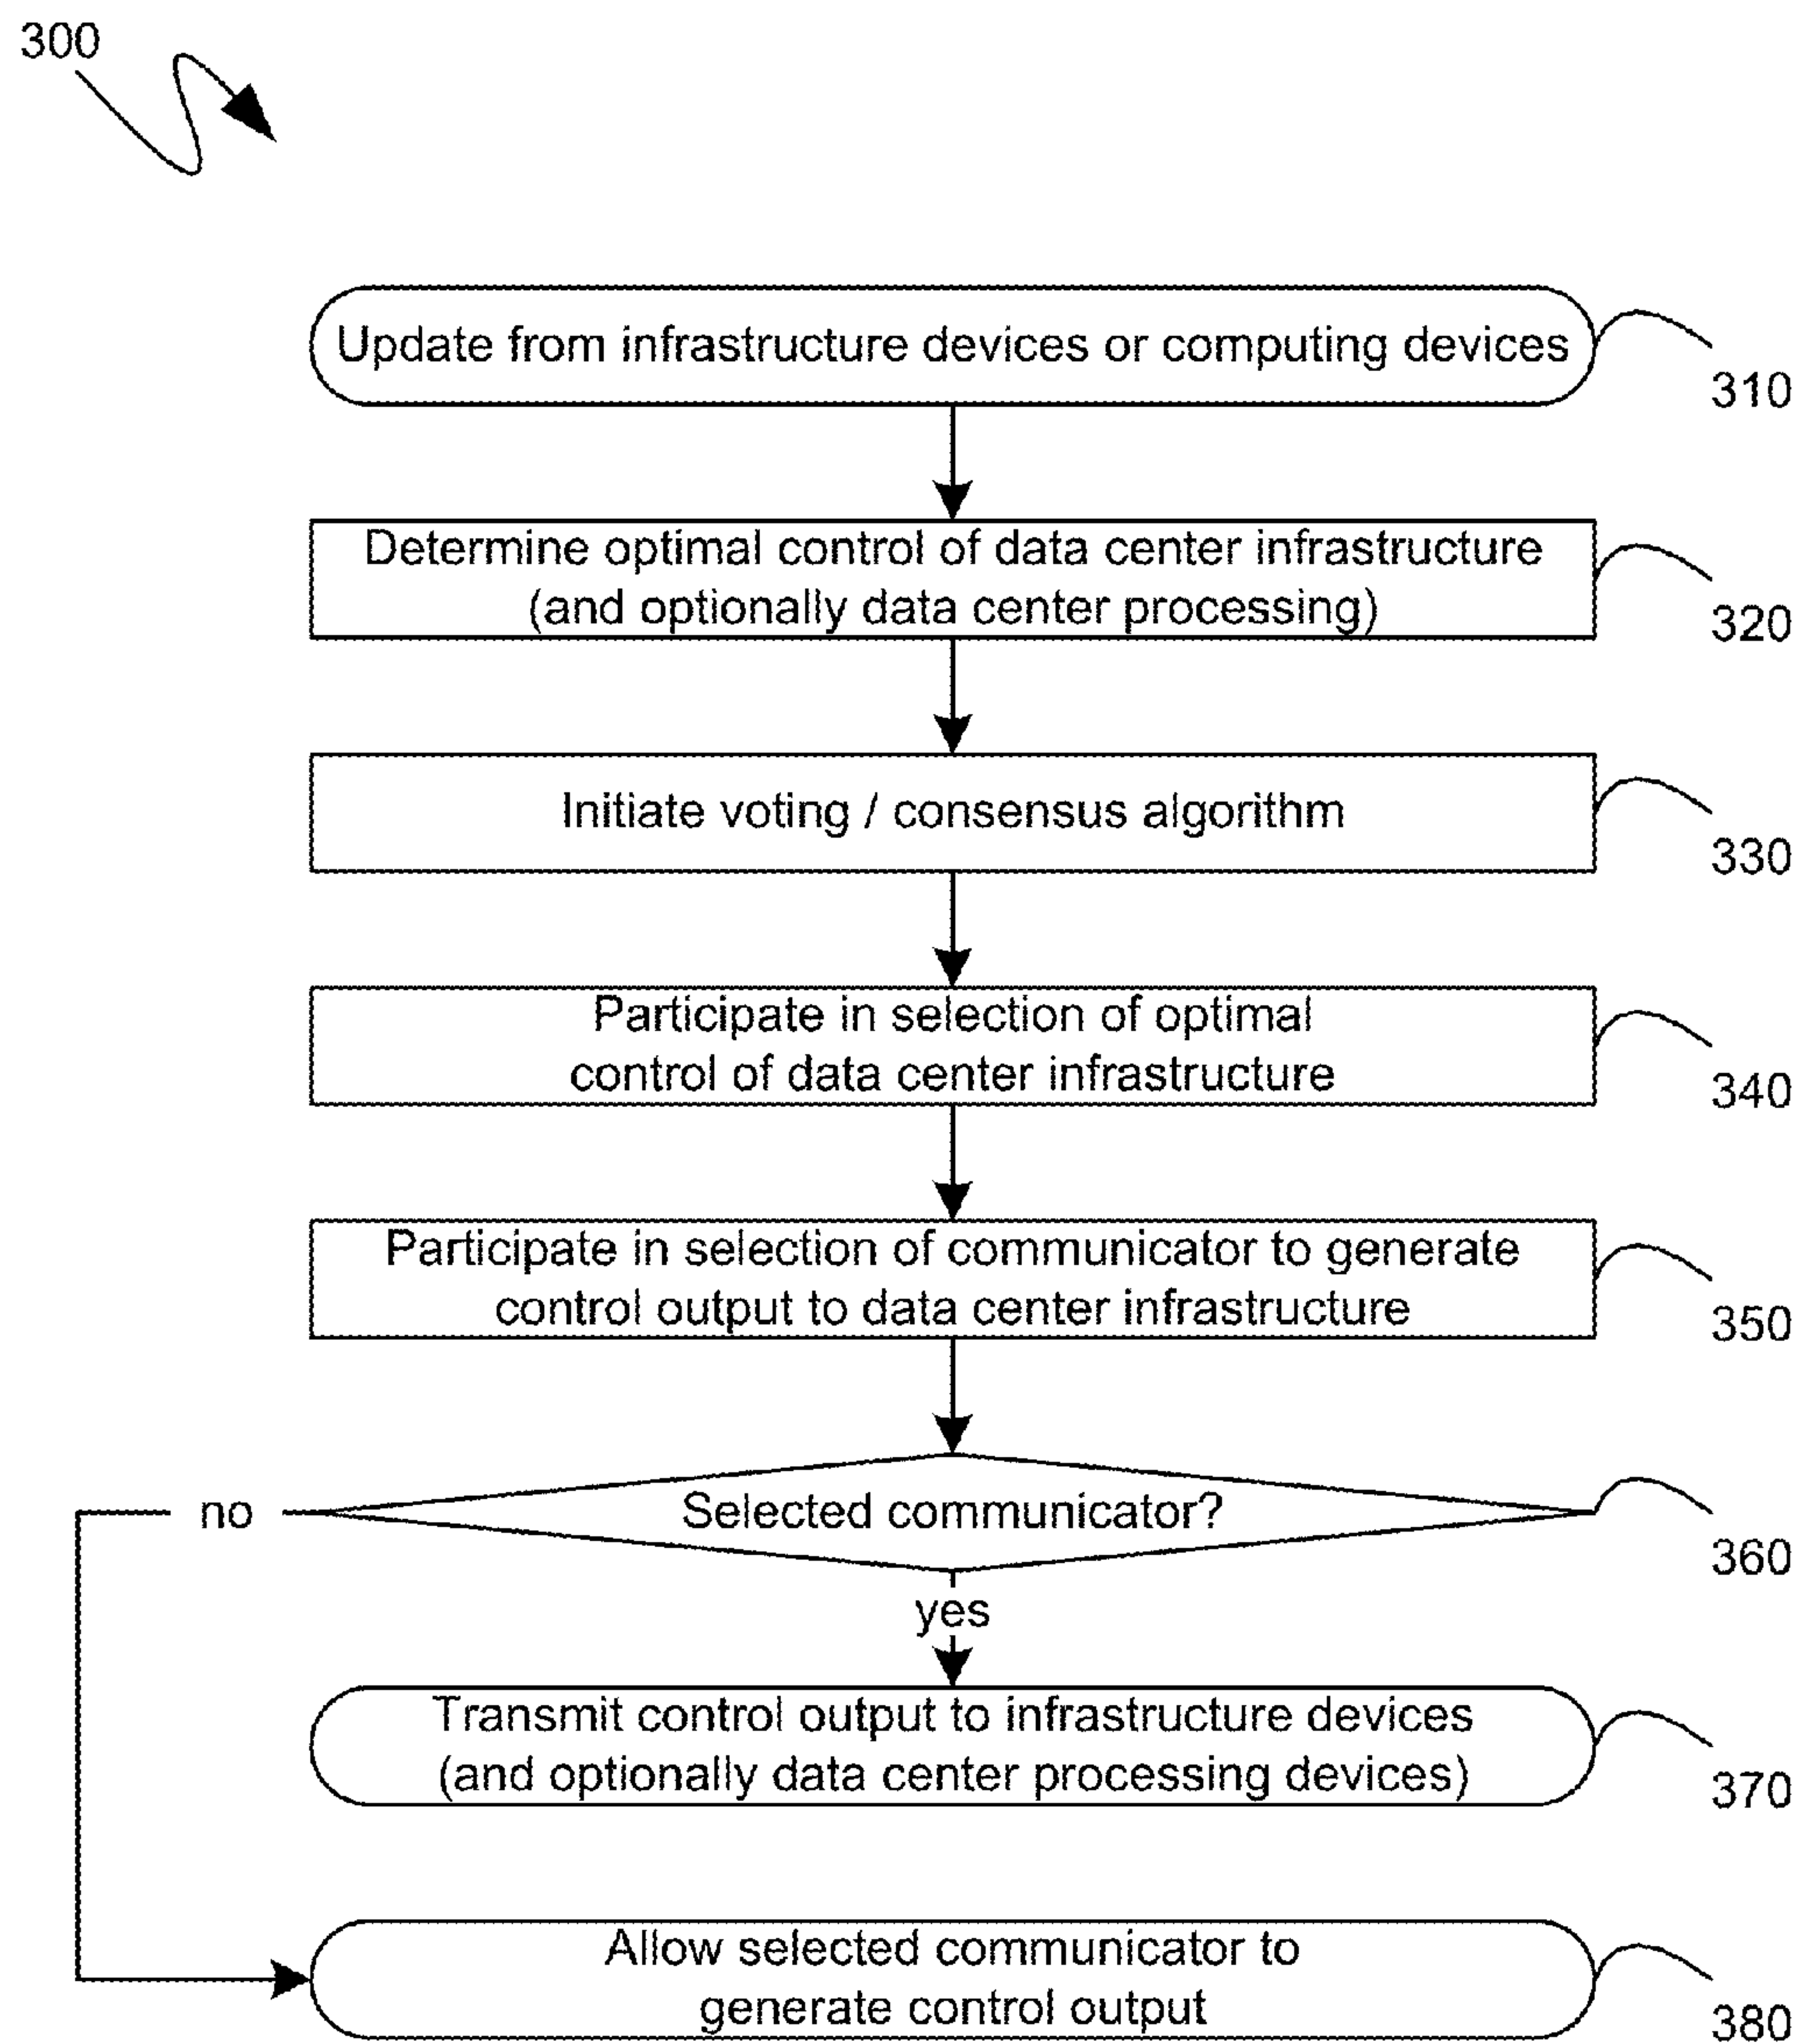 300
Update from infrastructure devices or computing devices
310
Determine optimal control of data center infrastructure
(and optionally data center processing)
320
Initiate voting / consensus algorithm
330
Participate in selection of optimal
control of data center infrastructure
340
Participate in selection of communicator to generate
control output to data center infrastructure
350
no
Selected communicator?
360
yes
Transmit control output to infrastructure devices
(and optionally data center processing devices)
370
Allow selected communicator to
generate control output
380